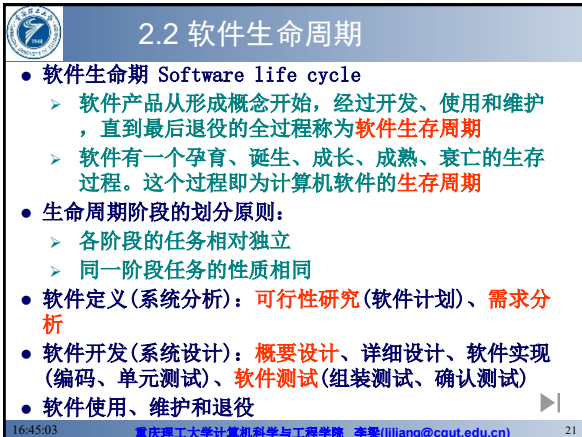 2.2 软件生命周期
● 软件生命期 Software life cycle
➢ 软件产品从形成概念开始，经过开发、使用和维护
，直到最后退役的全过程称为软件生存周期
➢ 软件有一个孕育、诞生、成长、成熟、衰亡的生存
过程。这个过程即为计算机软件的生存周期
● 生命周期阶段的划分原则：
➢ 各阶段的任务相对独立
➢ 同一阶段任务的性质相同
● 软件定义(系统分析)：可行性研究(软件计划)、需求分
析
● 软件开发(系统设计)：概要设计、详细设计、软件实现
(编码、单元测试)、软件测试(组装测试、确认测试)
● 软件使用、维护和退役
16:45:03 重庆理工大学计算机科学与工程学院 李梁(liliang@cqut.edu.cn) 21